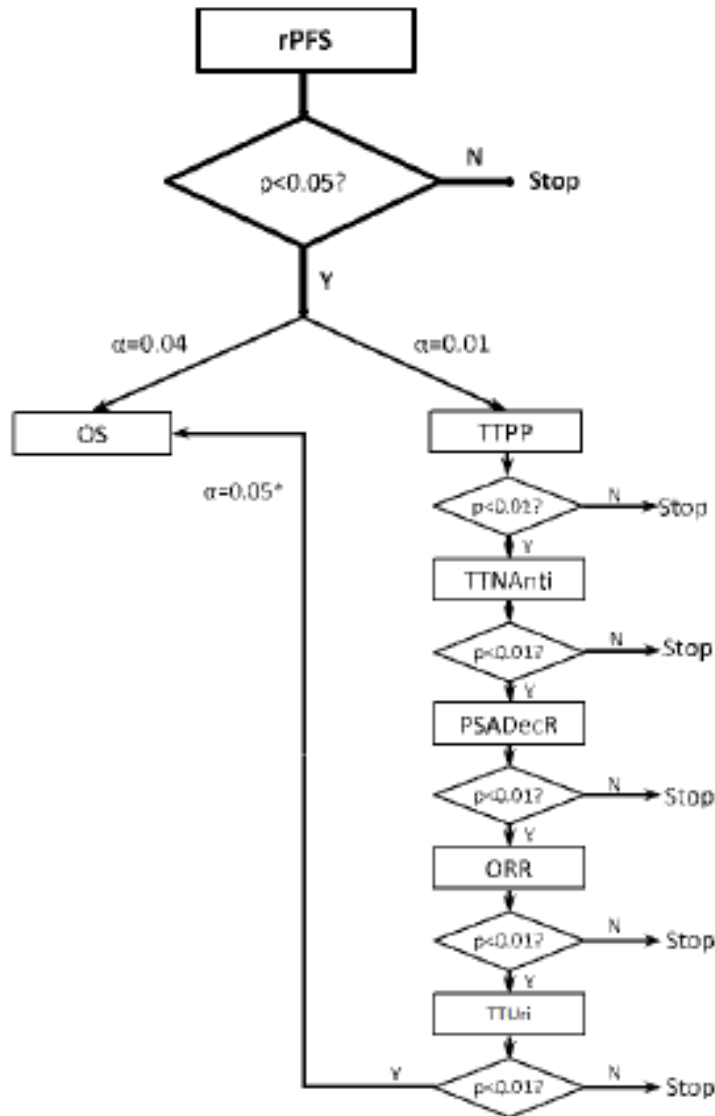 rPFS
p<0.05?
N
Stop
Y
α=0.04
α=0.01
OS
TTPP
α=0.05*
p<0.01?
N
Stop
Y
TTNAnti
p<0.01?
N
Stop
Y
PSADecR
p<0.01?
N
Stop
Y
ORR
p<0.01?
N
Stop
Y
TTUri
Y
p<0.01?
N
Stop